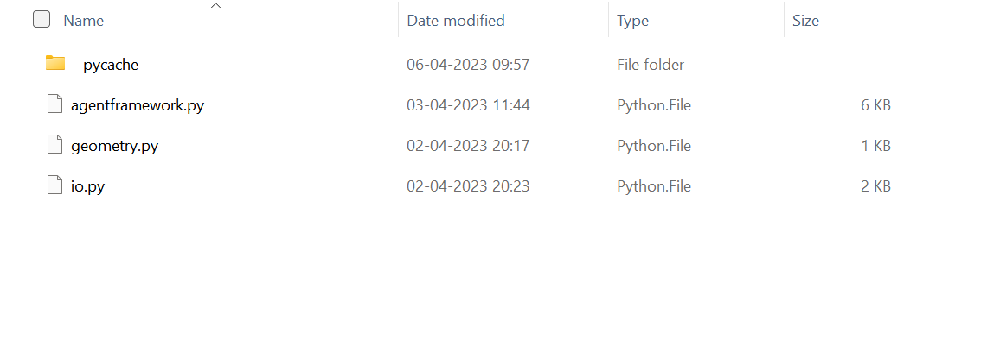 Name Date modified Type Size
__pycache__ 06-04-2023 09:57 File folder
agentframework.py 03-04-2023 11:44 Python.File 6 KB
geometry.py 02-04-2023 20:17 Python.File 1 KB
io.py 02-04-2023 20:23 Python.File 2 KB